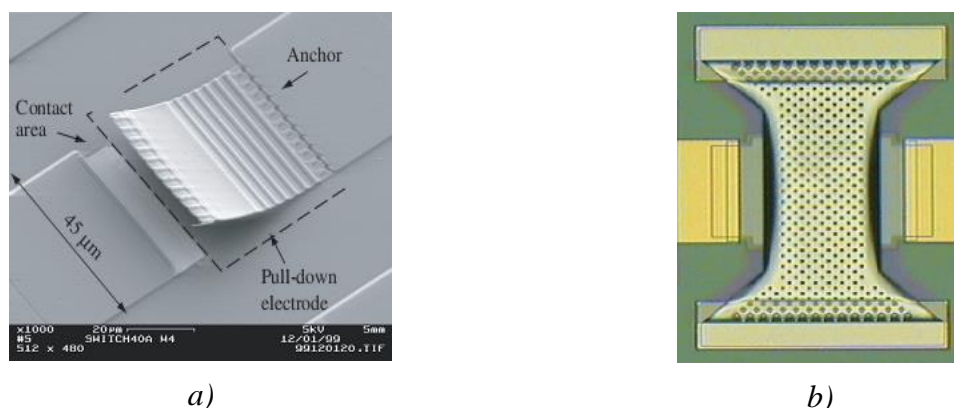 Anchor
Contact
area
45 µm
Pull-down
electrode
x1000 20µm 5kV 5mm
#5 SWITCH40A W4 12/01/99
512 x 480 99120120.TIF
a)
b)